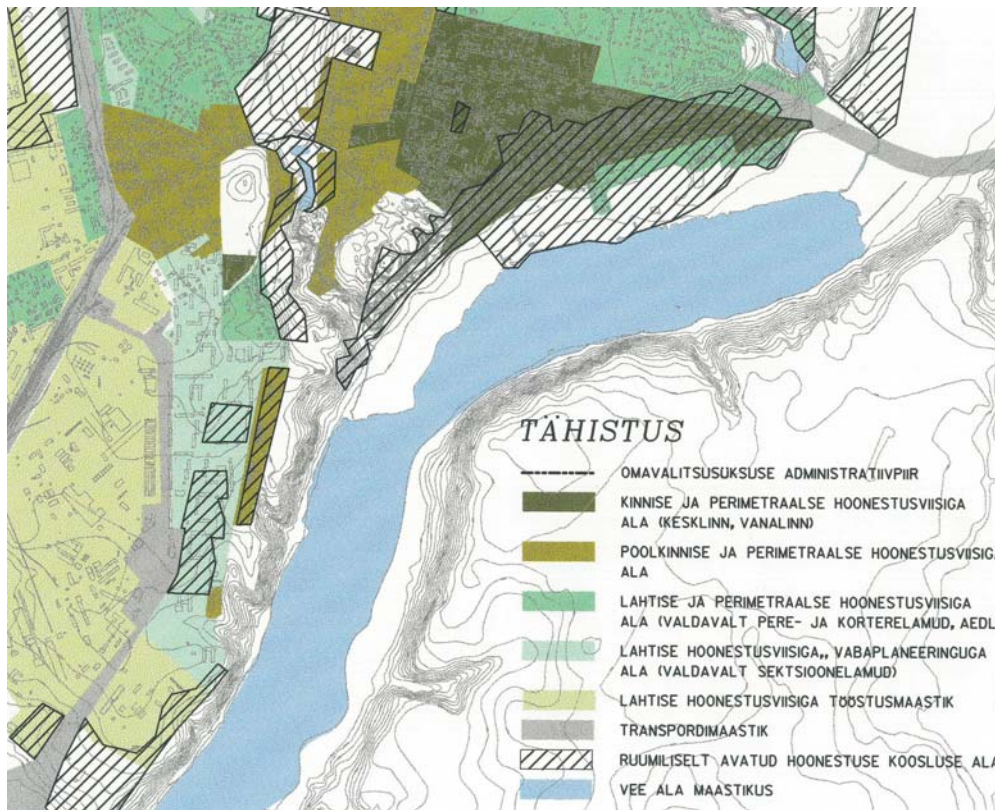 TÄHISTUS
OMAVALITSUSUKSUSE ADMINISTRATIIVPIIR
KINNISE JA PERIMETRAALSE HOONESTUSVIISIGA
ALA (KESKLINN, VANALINN)
POOLKINNISE JA PERIMETRAALSE HOONESTUSVIISIGA
ALA
LAHTISE JA PERIMETRAALSE HOONESTUSVIISIGA
ALA (VALDAVALT PERE- JA KORTERELAMUD, AEDL
LAHTISE HOONESTUSVIISIGA,, VABAPLANEERINGUGA
ALA (VALDAVALT SEKTSIOONELAMUD)
LAHTISE HOONESTUSVIISIGA TÖÖSTUSMAASTIK
TRANSPORDIMAASTIK
RUUMILISELT AVATUD HOONESTUSE KOOSLUSE ALA
VEE ALA MAASTIKUS